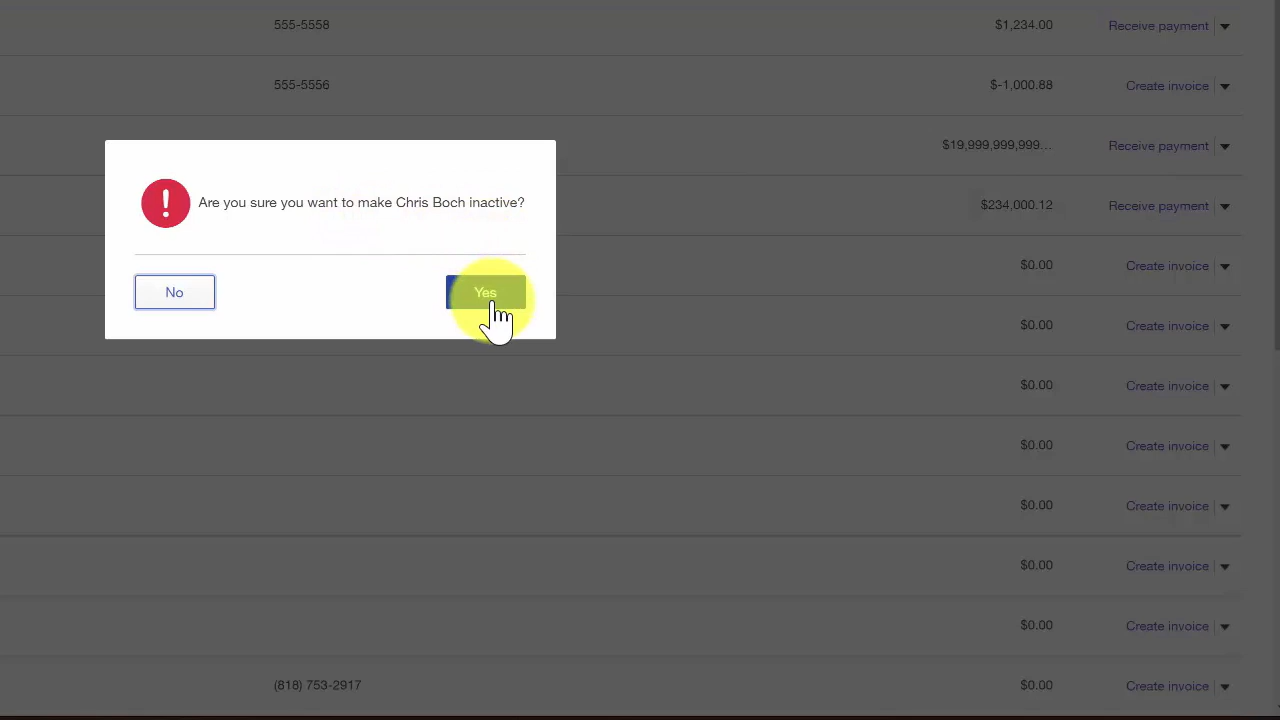 555-5558 $1,234.00 Receive payment
555-5556 $-1,000.88 Create invoice
$19,999,999,999... Receive payment
Are you sure you want to make Chris Boch inactive?
$234,000.12 Receive payment
$0.00 Create invoice
No Yes
$0.00 Create invoice
$0.00 Create invoice
$0.00 Create invoice
$0.00 Create invoice
$0.00 Create invoice
$0.00 Create invoice
(818) 753-2917 $0.00 Create invoice